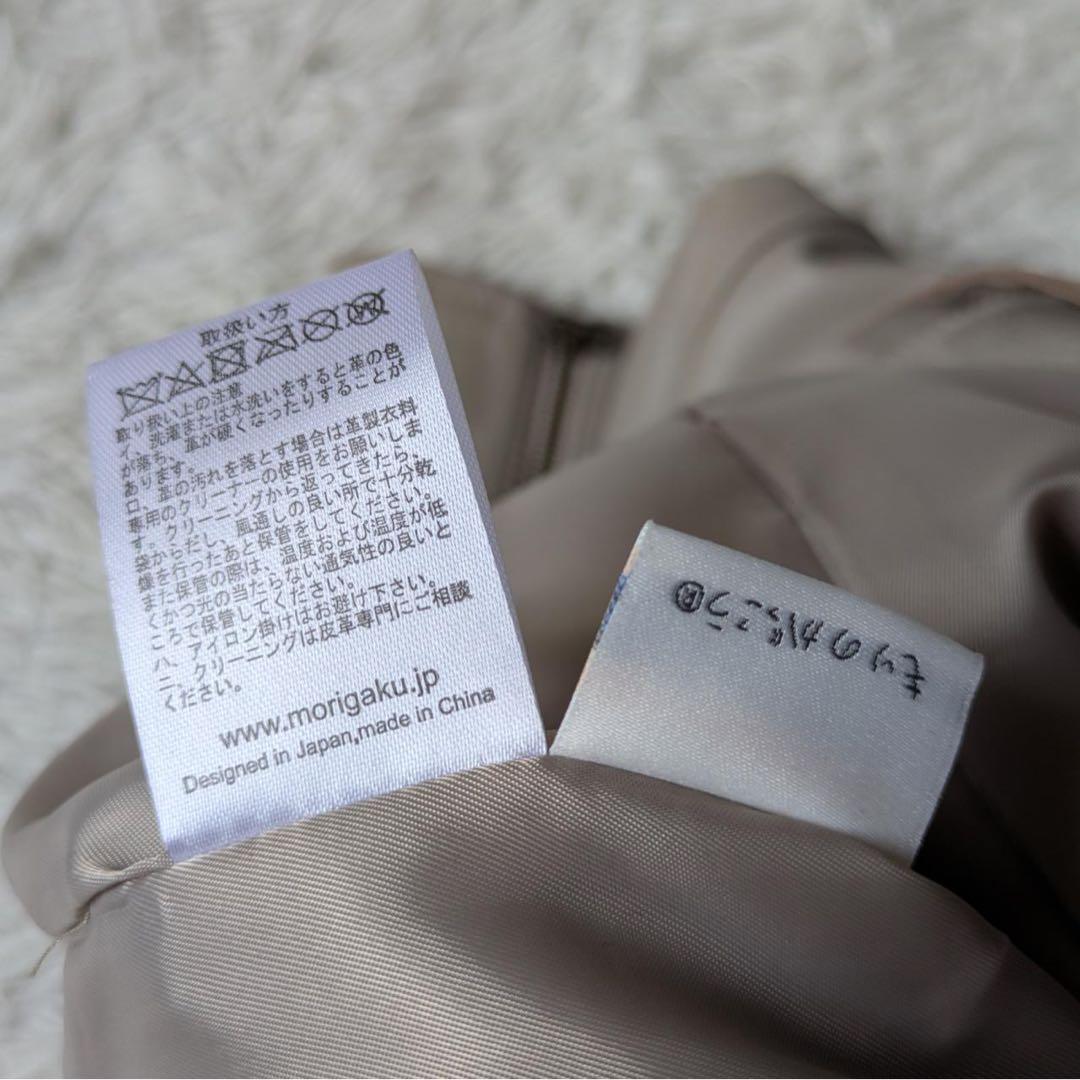 取扱い方
取り扱い上の注意
イ、洗濯または水洗いをすると革の色
が落ち、革が硬くなったりすることが
あります。
ロ、革の汚れを落とす場合は革製衣料
専用のクリーナーの使用をお願いしま
す。クリーニングから返ってきたら、
袋からだし、風通しの良い所で十分乾
燥を行ったあと保管をしてください。
また保管の際は、温度および湿度が低
くかつ光の当たらない通気性の良いと
ころで保管してください。
ハ、アイロン掛けはお避け下さい。
ニ、クリーニングは皮革専門にご相談
ください。
www.morigaku.jp
Designed in Japan,made in China
もりのがっこう®